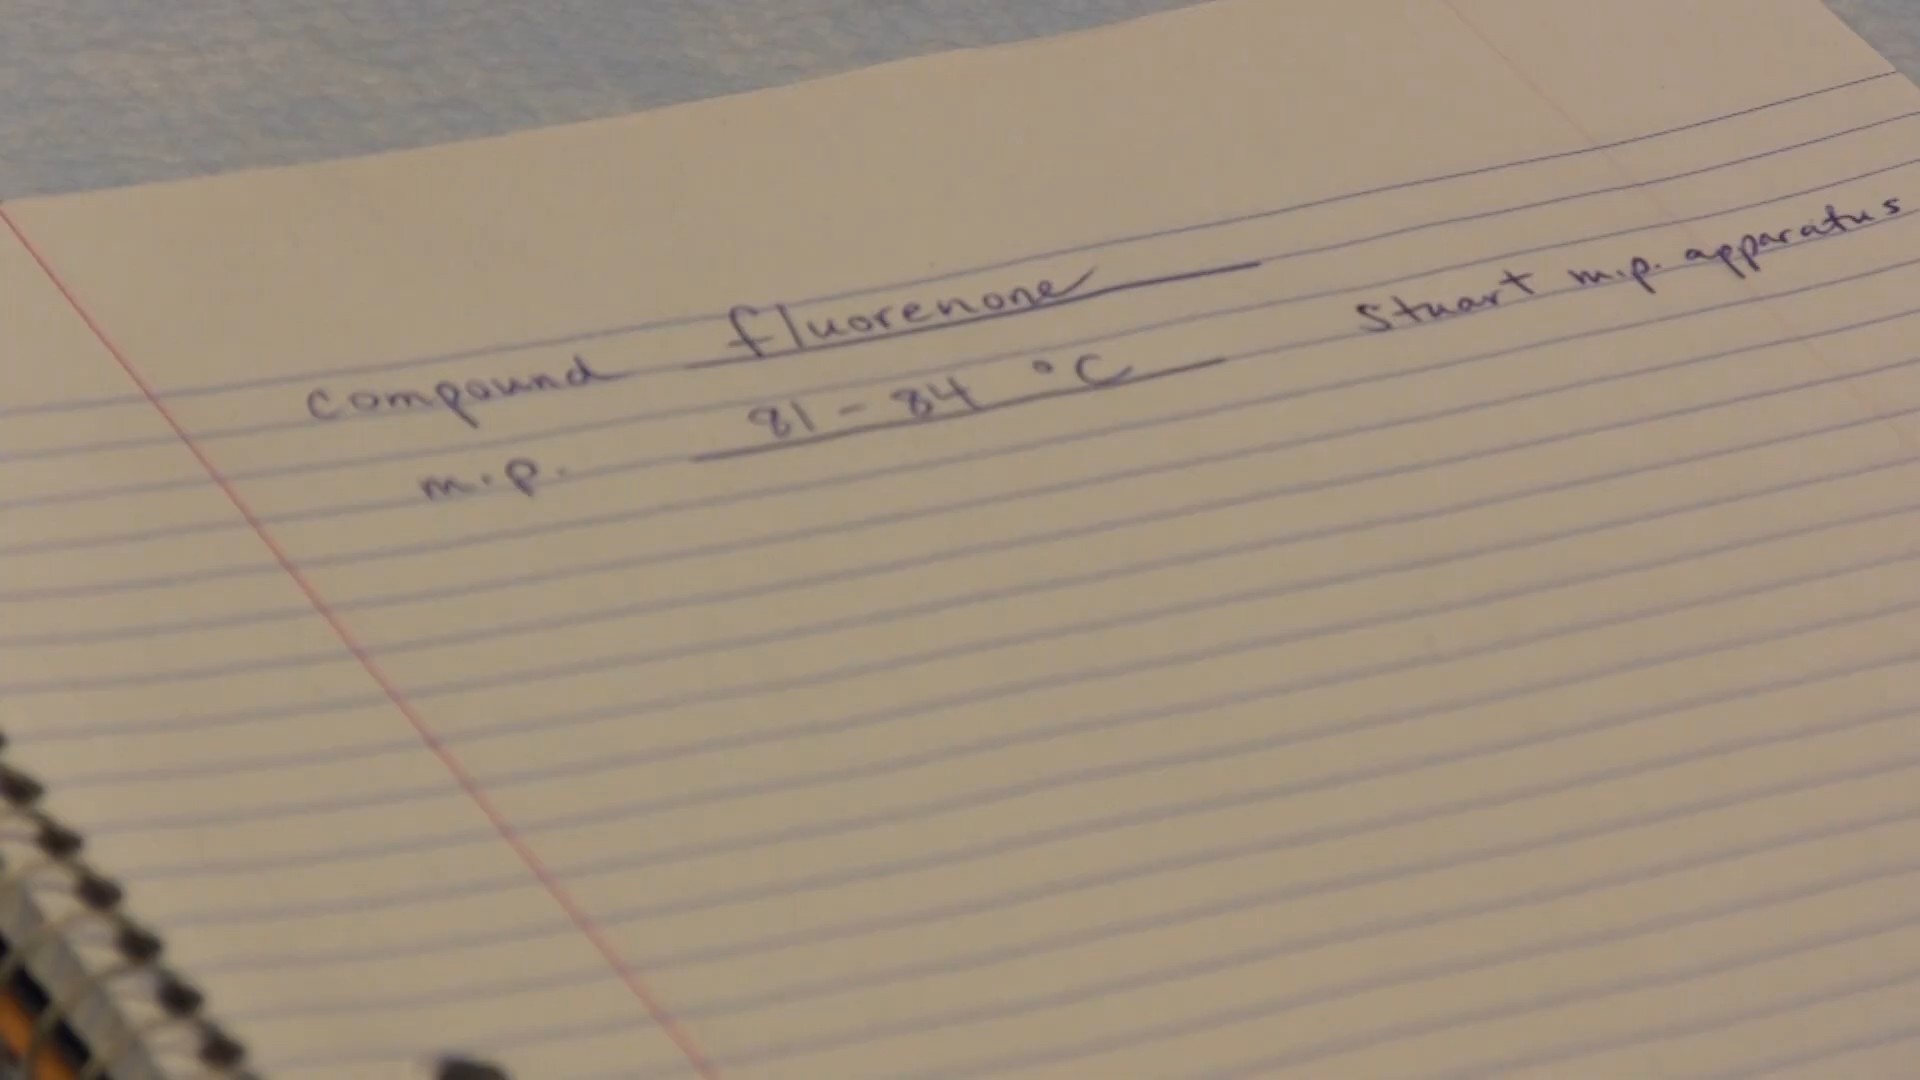 compound fluorenone
m.p. 81 - 84 °C Stuart m.p. apparatus